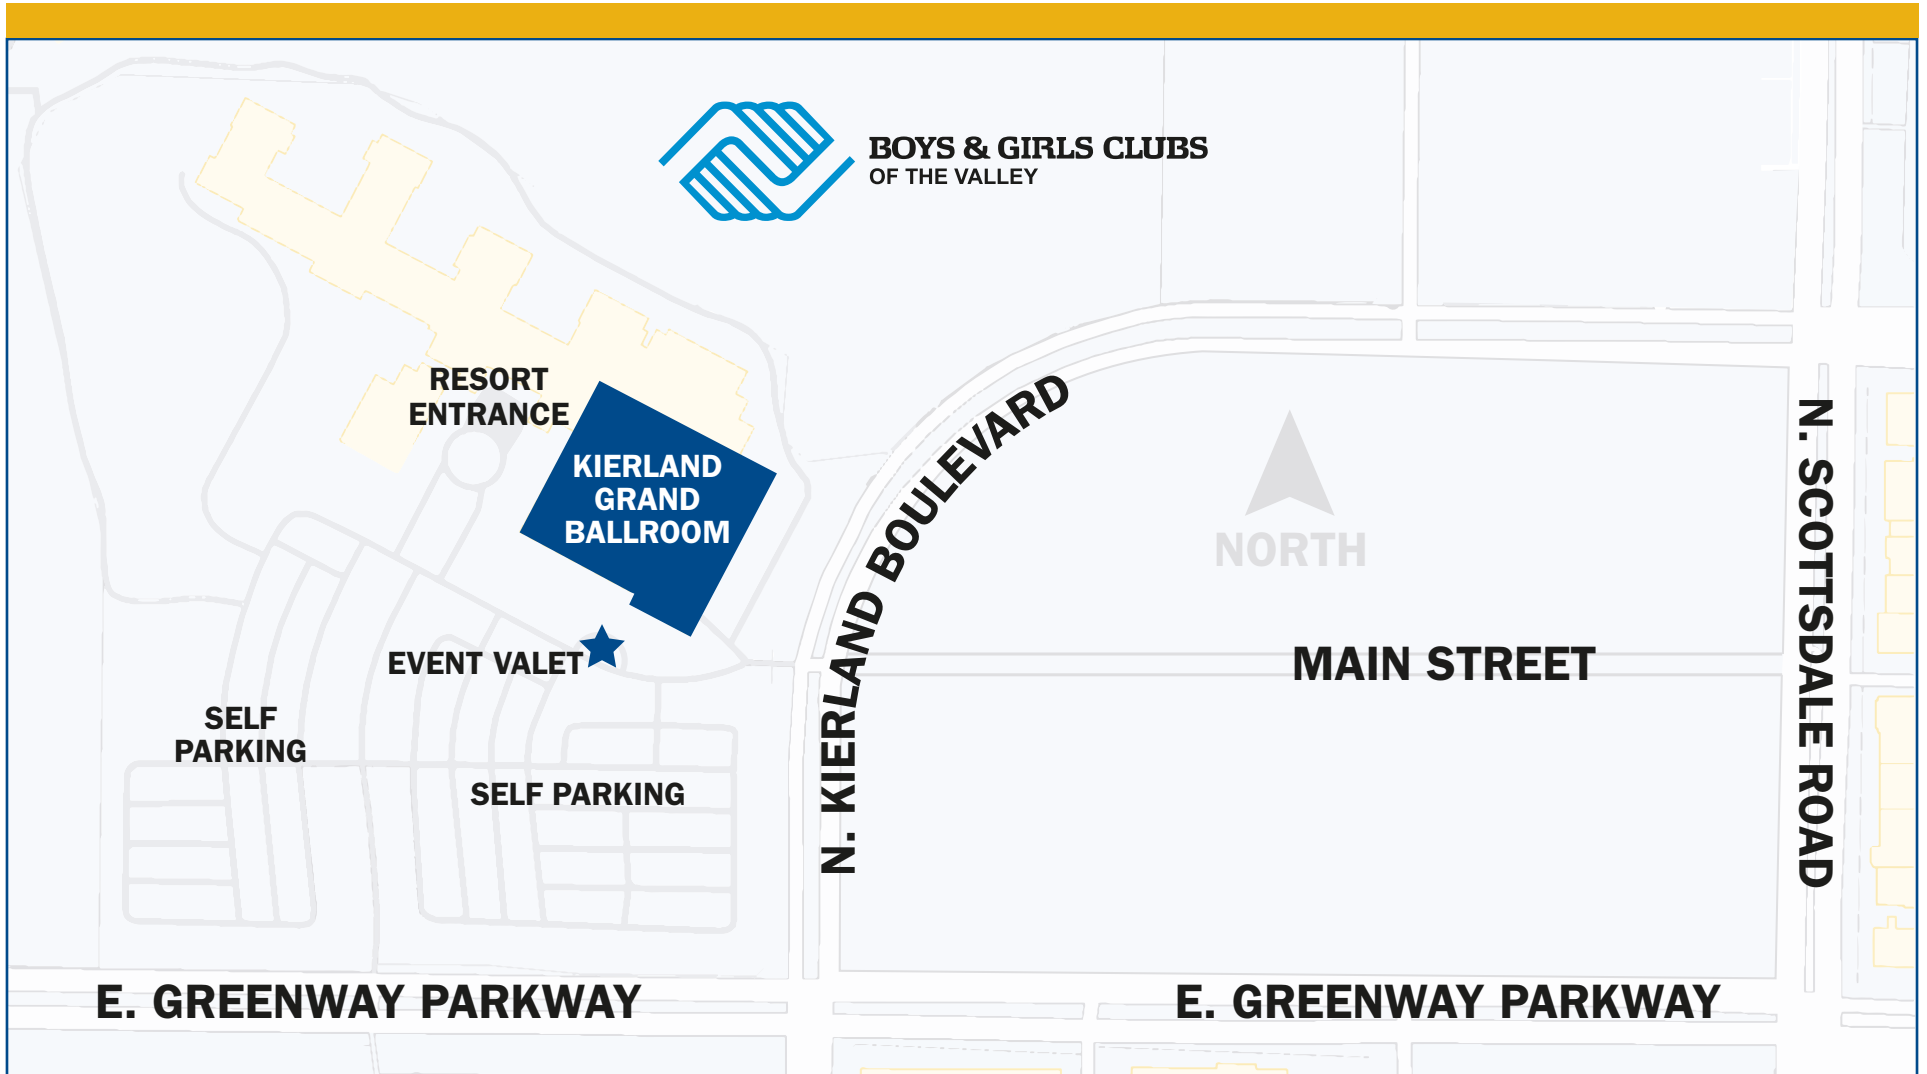 BOYS & GIRLS CLUBS
OF THE VALLEY
RESORT
ENTRANCE
KIERLAND
GRAND
BALLROOM
N. KIERLAND BOULEVARD
NORTH
N. SCOTTSDALE ROAD
EVENT VALET
MAIN STREET
SELF
PARKING
SELF PARKING
E. GREENWAY PARKWAY
E. GREENWAY PARKWAY